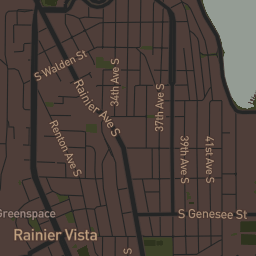 S Walden St
34th Ave S
Rainier Ave S
37th Ave S
Renton Ave S
39th Ave S
41st Ave S
Greenspace
S Genesee St
Rainier Vista
S